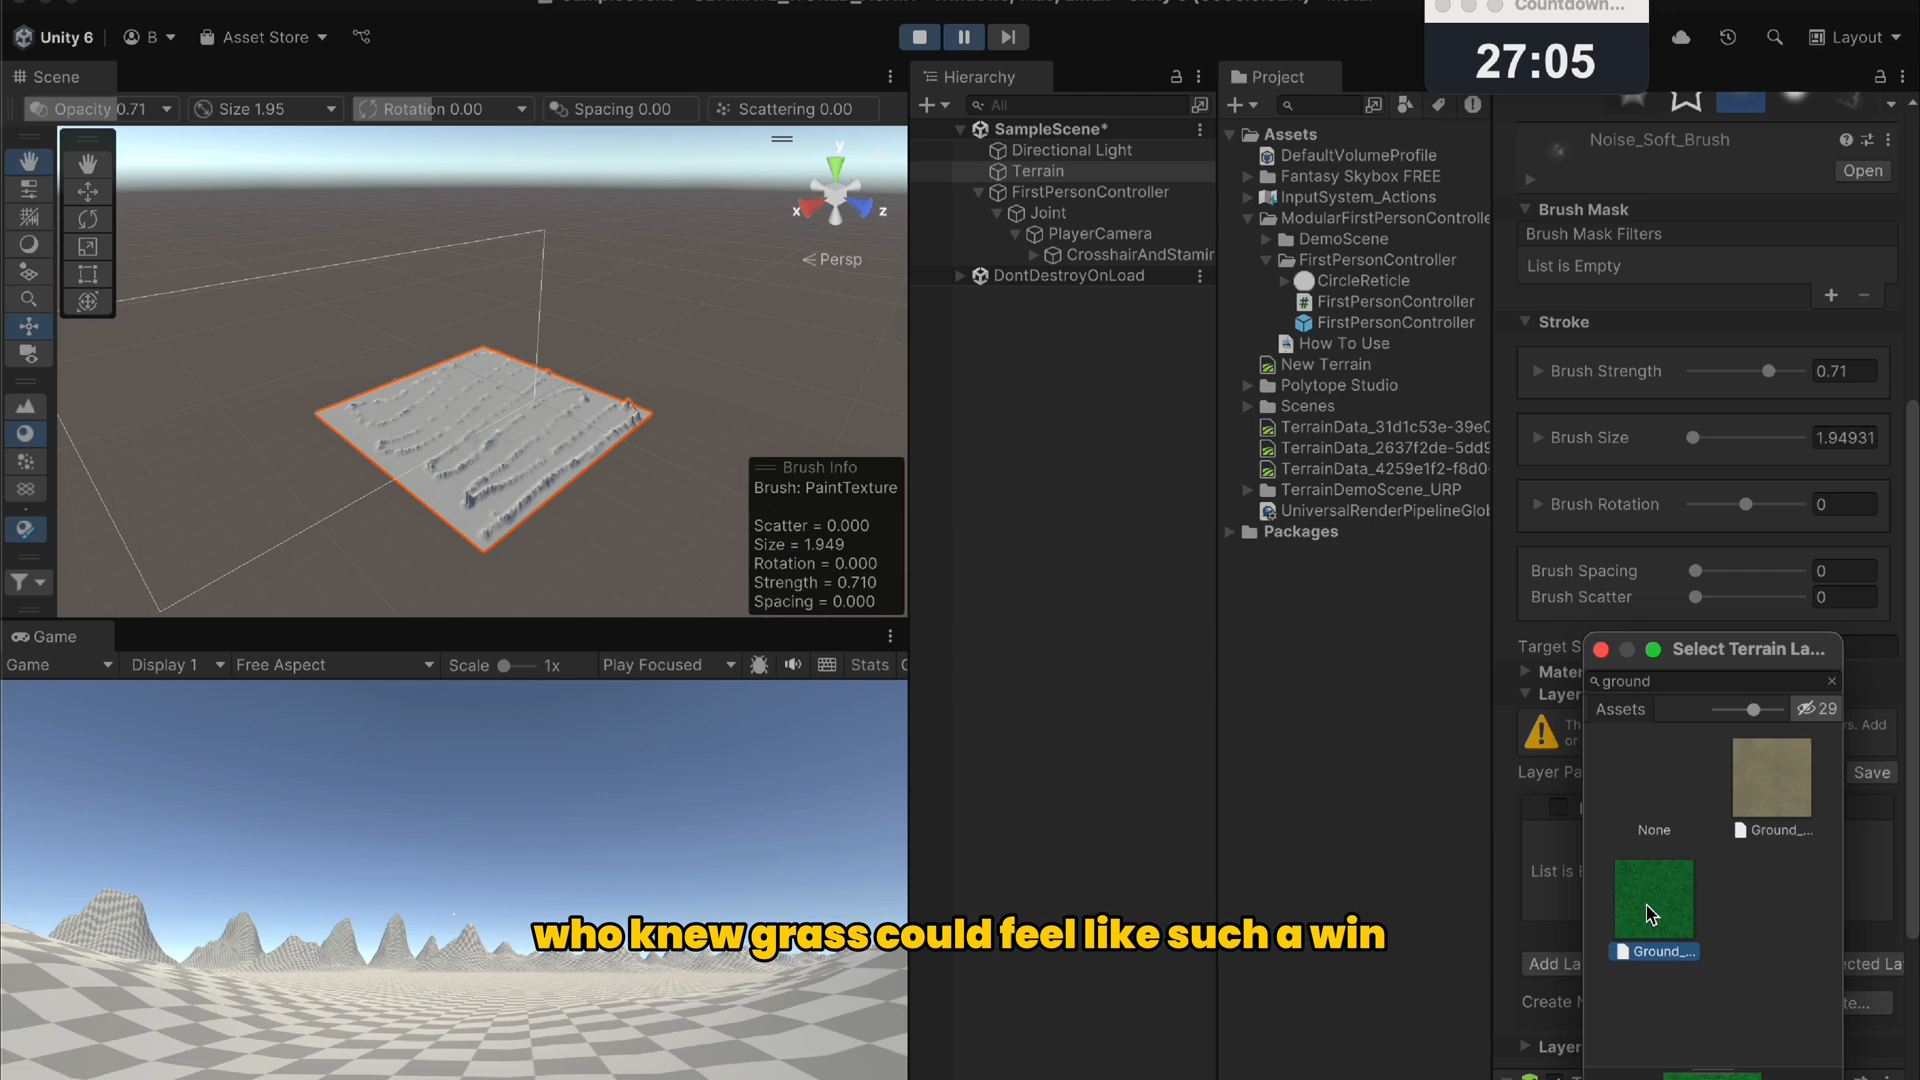 Countdown...
27:05
Unity 6
B
Asset Store
Layout
Scene
Opacity 0.71
Size 1.95
Rotation 0.00
Spacing 0.00
Scattering 0.00
y
x
z
Persp
Brush Info
Brush: PaintTexture
Scatter = 0.000
Size = 1.949
Rotation = 0.000
Strength = 0.710
Spacing = 0.000
Game
Game
Display 1
Free Aspect
Scale
1x
Play Focused
Stats
Hierarchy
All
SampleScene*
Directional Light
Terrain
FirstPersonController
Joint
PlayerCamera
CrosshairAndStamir
DontDestroyOnLoad
Project
Assets
DefaultVolumeProfile
Fantasy Skybox FREE
InputSystem_Actions
ModularFirstPersonControlle
DemoScene
FirstPersonController
CircleReticle
FirstPersonController
FirstPersonController
How To Use
New Terrain
Polytope Studio
Scenes
TerrainData_31d1c53e-39e0
TerrainData_2637f2de-5dd9
TerrainData_4259e1f2-f8d0-
TerrainDemoScene_URP
UniversalRenderPipelineGlob
Packages
Noise_Soft_Brush
Open
Brush Mask
Brush Mask Filters
List is Empty
Stroke
Brush Strength
0.71
Brush Size
1.94931
Brush Rotation
0
Brush Spacing
0
Brush Scatter
0
Target S
Mater
Layer
Th
rs. Add
or
Layer Pa
Save
List is E
Add La
ected La
Create N
te...
Layer
Select Terrain La...
ground
Assets
29
None
Ground_...
Ground_...
who knew grass could feel like such a win